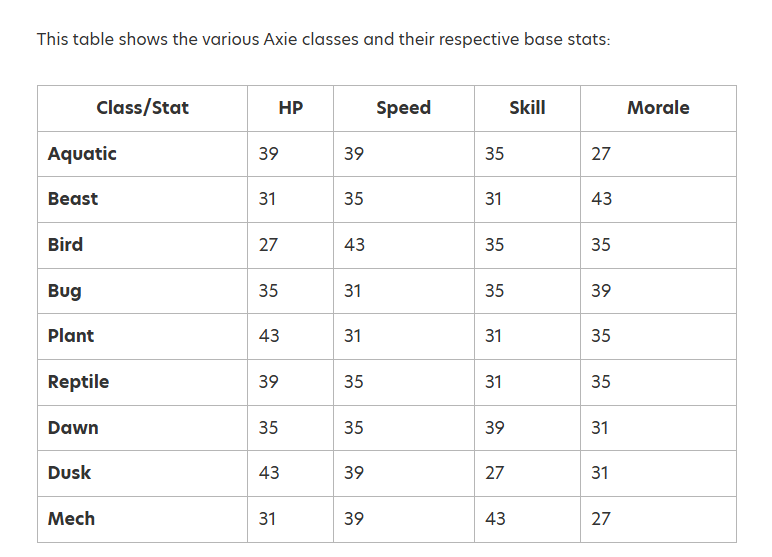 This table shows the various Axie classes and their respective base stats:
Class/Stat HP Speed Skill Morale
Aquatic 39 39 35 27
Beast 31 35 31 43
Bird 27 43 35 35
Bug 35 31 35 39
Plant 43 31 31 35
Reptile 39 35 31 35
Dawn 35 35 39 31
Dusk 43 39 27 31
Mech 31 39 43 27